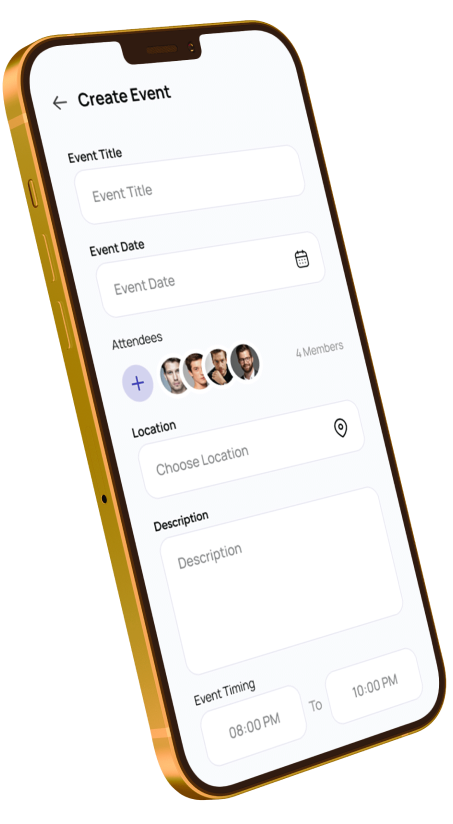 Create Event
Event Title
Event Title
Event Date
Event Date
Attendees
4 Members
Location
Choose Location
Description
Description
Event Timing
08:00 PM To 10:00 PM